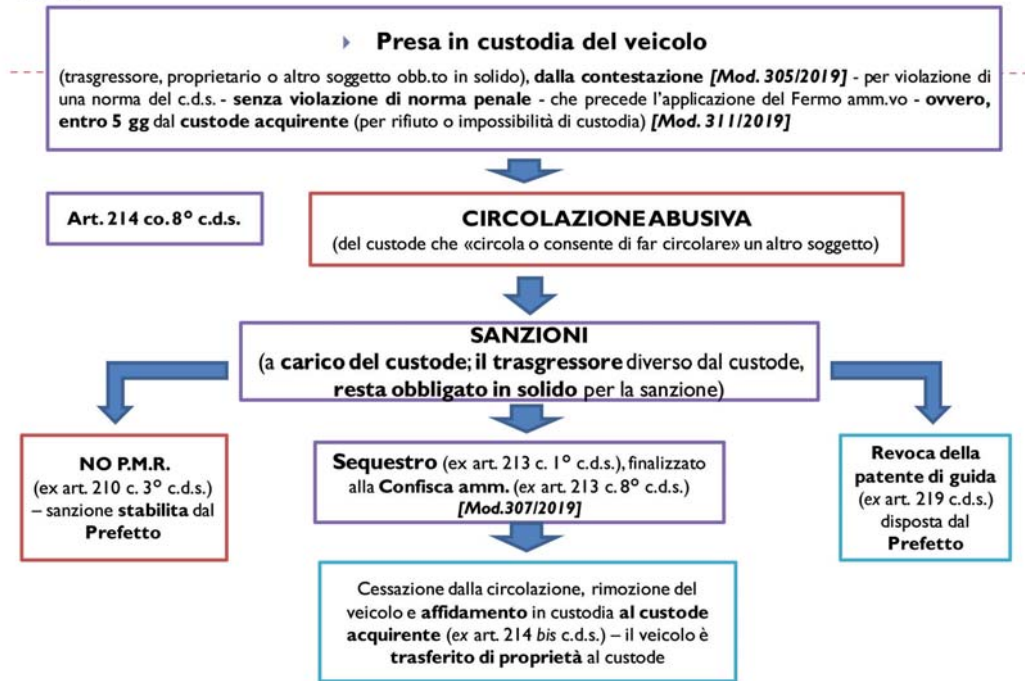 Presa in custodia del veicolo
(trasgressore, proprietario o altro soggetto obb.to in solido), dalla contestazione [Mod. 305/2019] - per violazione di
una norma del c.d.s. - senza violazione di norma penale - che precede l'applicazione del Fermo amm.vo - ovvero,
entro 5 gg dal custode acquirente (per rifiuto o impossibilità di custodia) [Mod. 311/2019]
Art. 214 co. 8° c.d.s.
CIRCOLAZIONE ABUSIVA
(del custode che «circola o consente di far circolare» un altro soggetto)
SANZIONI
(a carico del custode; il trasgressore diverso dal custode,
resta obbligato in solido per la sanzione)
NO P.M.R.
(ex art. 210 c. 3° c.d.s.)
– sanzione stabilita dal
Prefetto
Sequestro (ex art. 213 c. 1° c.d.s.), finalizzato
alla Confisca amm. (ex art. 213 c. 8° c.d.s.)
[Mod.307/2019]
Revoca della
patente di guida
(ex art. 219 c.d.s.)
disposta dal
Prefetto
Cessazione dalla circolazione, rimozione del
veicolo e affidamento in custodia al custode
acquirente (ex art. 214 bis c.d.s.) – il veicolo è
trasferito di proprietà al custode